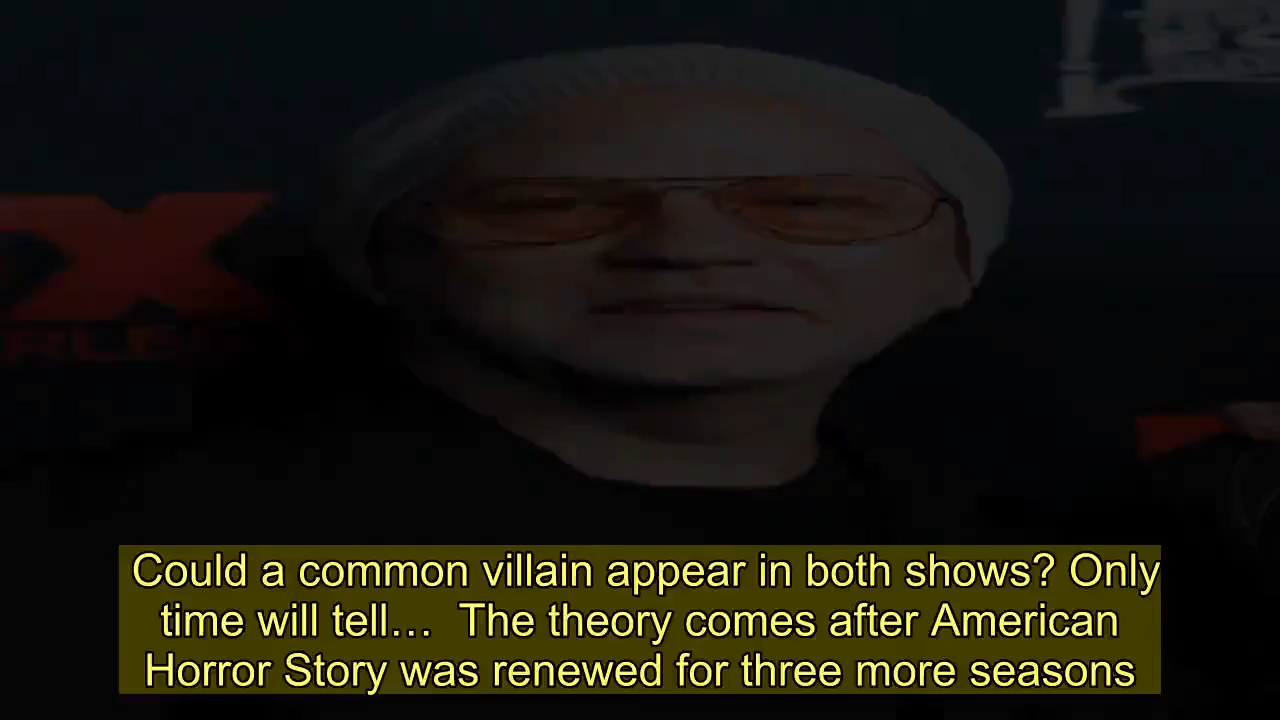 X
RLE
Could a common villain appear in both shows? Only
time will tell… The theory comes after American
Horror Story was renewed for three more seasons